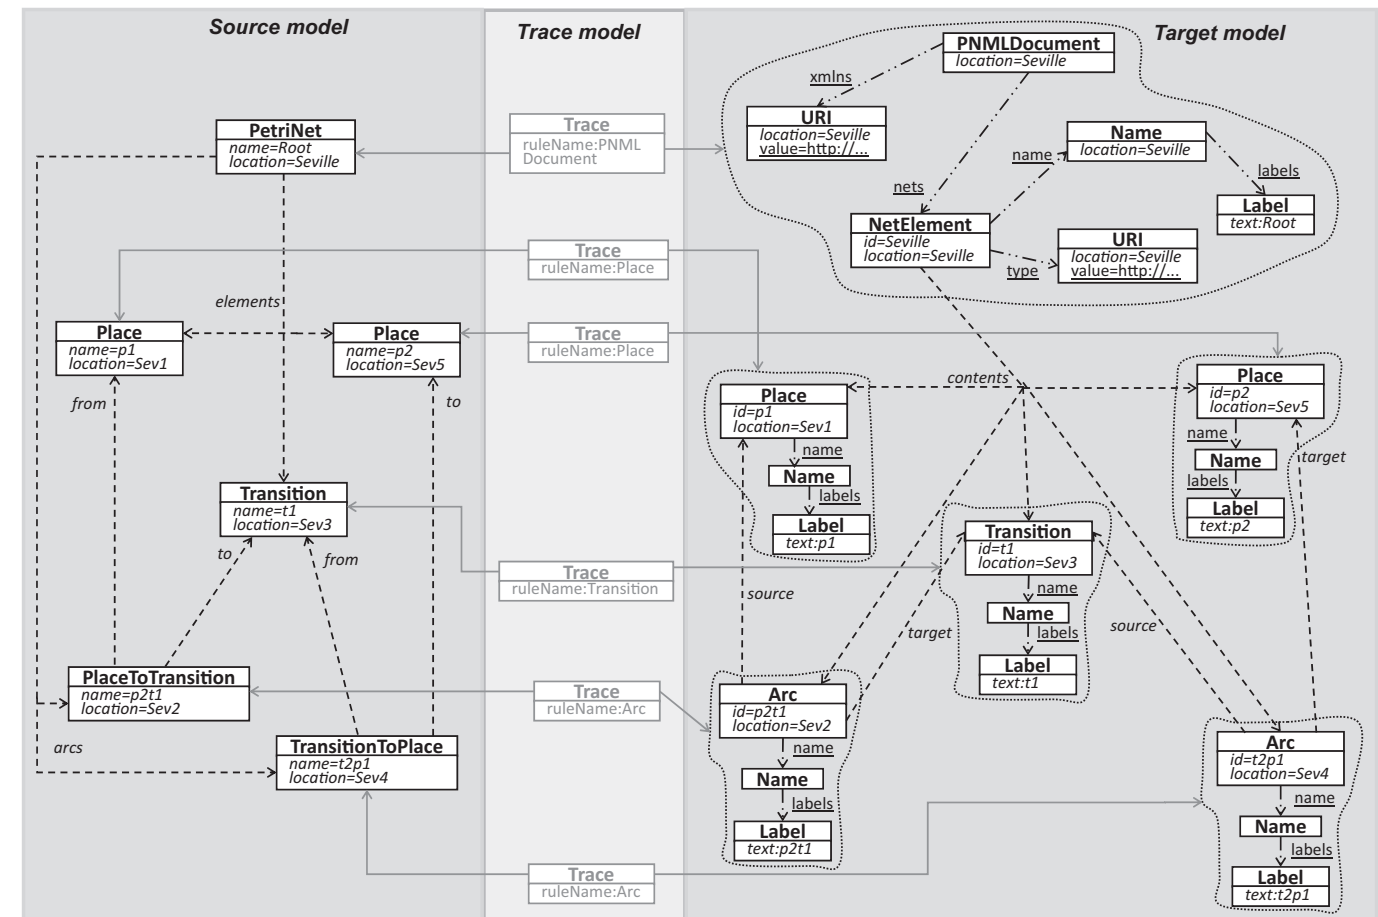 Source model
Trace model
Target model
PetriNet
name=Root
location=Seville
elements
Place
name=p1
location=Sev1
Place
name=p2
location=Sev5
from
to
Transition
name=t1
location=Sev3
to
from
PlaceToTransition
name=p2t1
location=Sev2
arcs
TransitionToPlace
name=t2p1
location=Sev4
Trace
ruleName:PNML
Document
Trace
ruleName:Place
Trace
ruleName:Place
Trace
ruleName:Transition
Trace
ruleName:Arc
Trace
ruleName:Arc
PNMLDocument
location=Seville
xmlns
URI
location=Seville
value=http://...
Name
location=Seville
name
labels
nets
Label
text:Root
NetElement
id=Seville
location=Seville
URI
location=Seville
value=http://...
type
contents
Place
id=p1
location=Sev1
name
Name
labels
Label
text:p1
Place
id=p2
location=Sev5
name
target
Name
labels
Label
text:p2
Transition
id=t1
location=Sev3
name
Name
labels
Label
text:t1
source
target
source
Arc
id=p2t1
location=Sev2
name
Name
labels
Label
text:p2t1
Arc
id=t2p1
location=Sev4
name
Name
labels
Label
text:t2p1